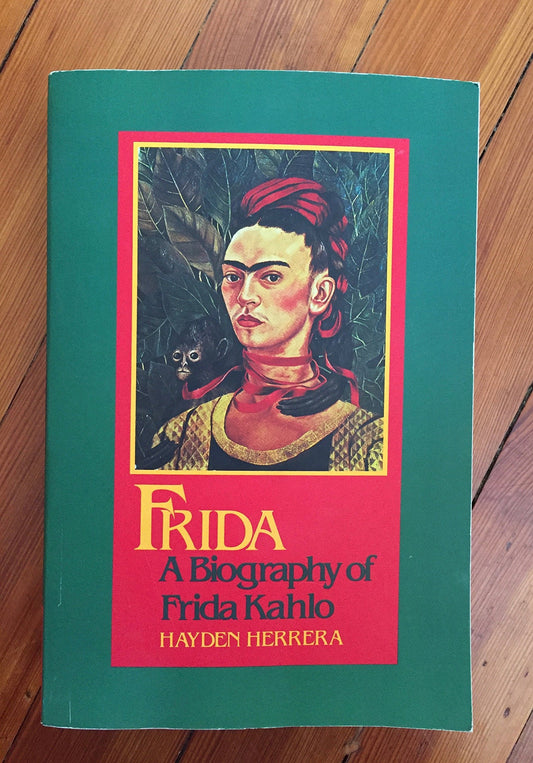 FRIDA
A Biography of
Frida Kahlo
HAYDEN HERRERA